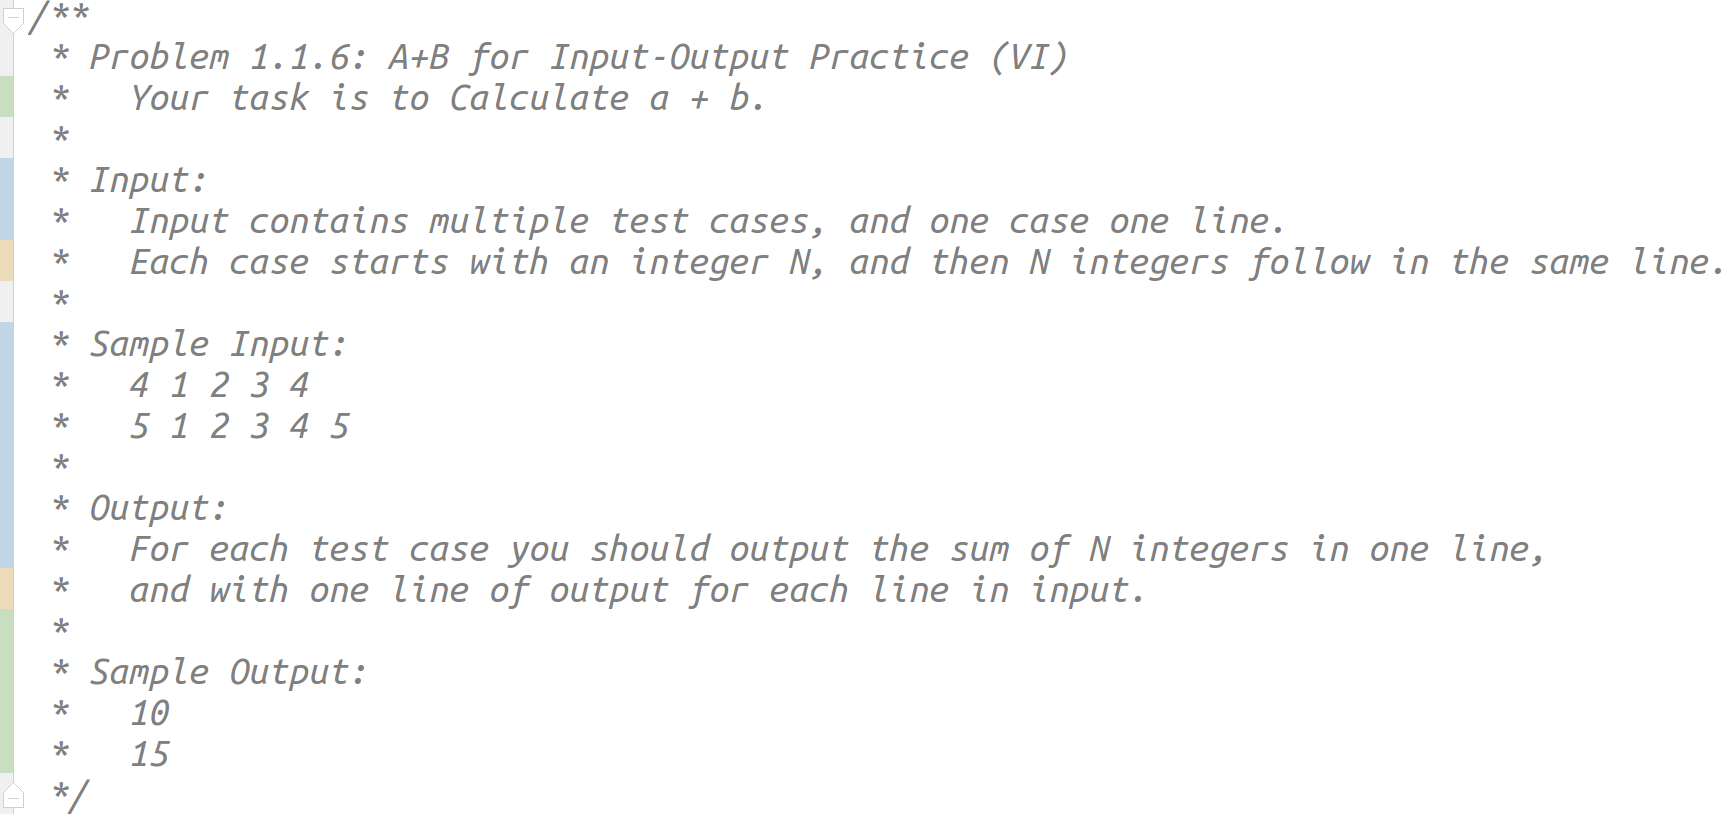 /**
* Problem 1.1.6: A+B for Input-Output Practice (VI)
*   Your task is to Calculate a + b.
*
* Input:
*   Input contains multiple test cases, and one case one line.
*   Each case starts with an integer N, and then N integers follow in the same line.
*
* Sample Input:
*   4 1 2 3 4
*   5 1 2 3 4 5
*
* Output:
*   For each test case you should output the sum of N integers in one line,
*   and with one line of output for each line in input.
*
* Sample Output:
*   10
*   15
*/